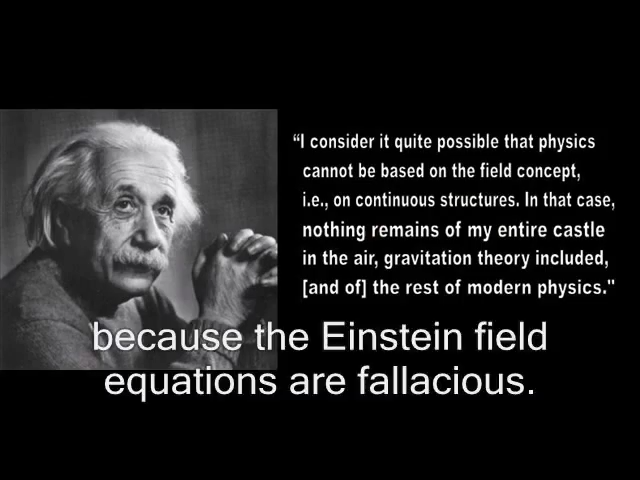 “I consider it quite possible that physics
cannot be based on the field concept,
i.e., on continuous structures. In that case,
nothing remains of my entire castle
in the air, gravitation theory included,
[and of] the rest of modern physics."
because the Einstein field
equations are fallacious.